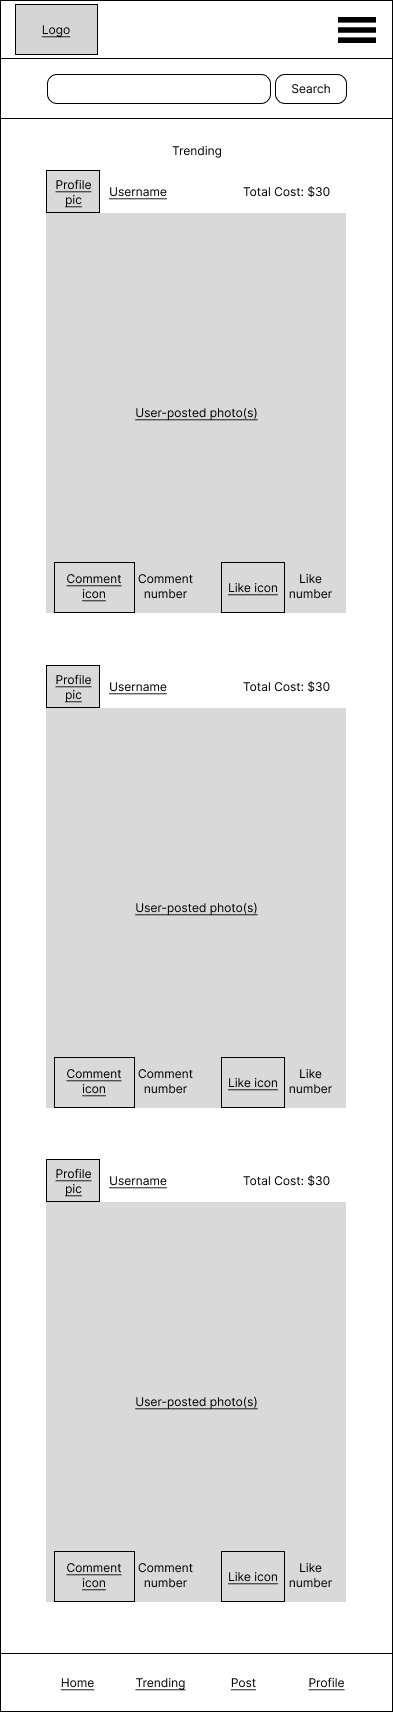 Logo
Search
Trending
Profile
pic
Username
Total Cost: $30
User-posted photo(s)
Comment
icon
Comment
number
Like icon
Like
number
Profile
pic
Username
Total Cost: $30
User-posted photo(s)
Comment
icon
Comment
number
Like icon
Like
number
Profile
pic
Username
Total Cost: $30
User-posted photo(s)
Comment
icon
Comment
number
Like icon
Like
number
Home
Trending
Post
Profile